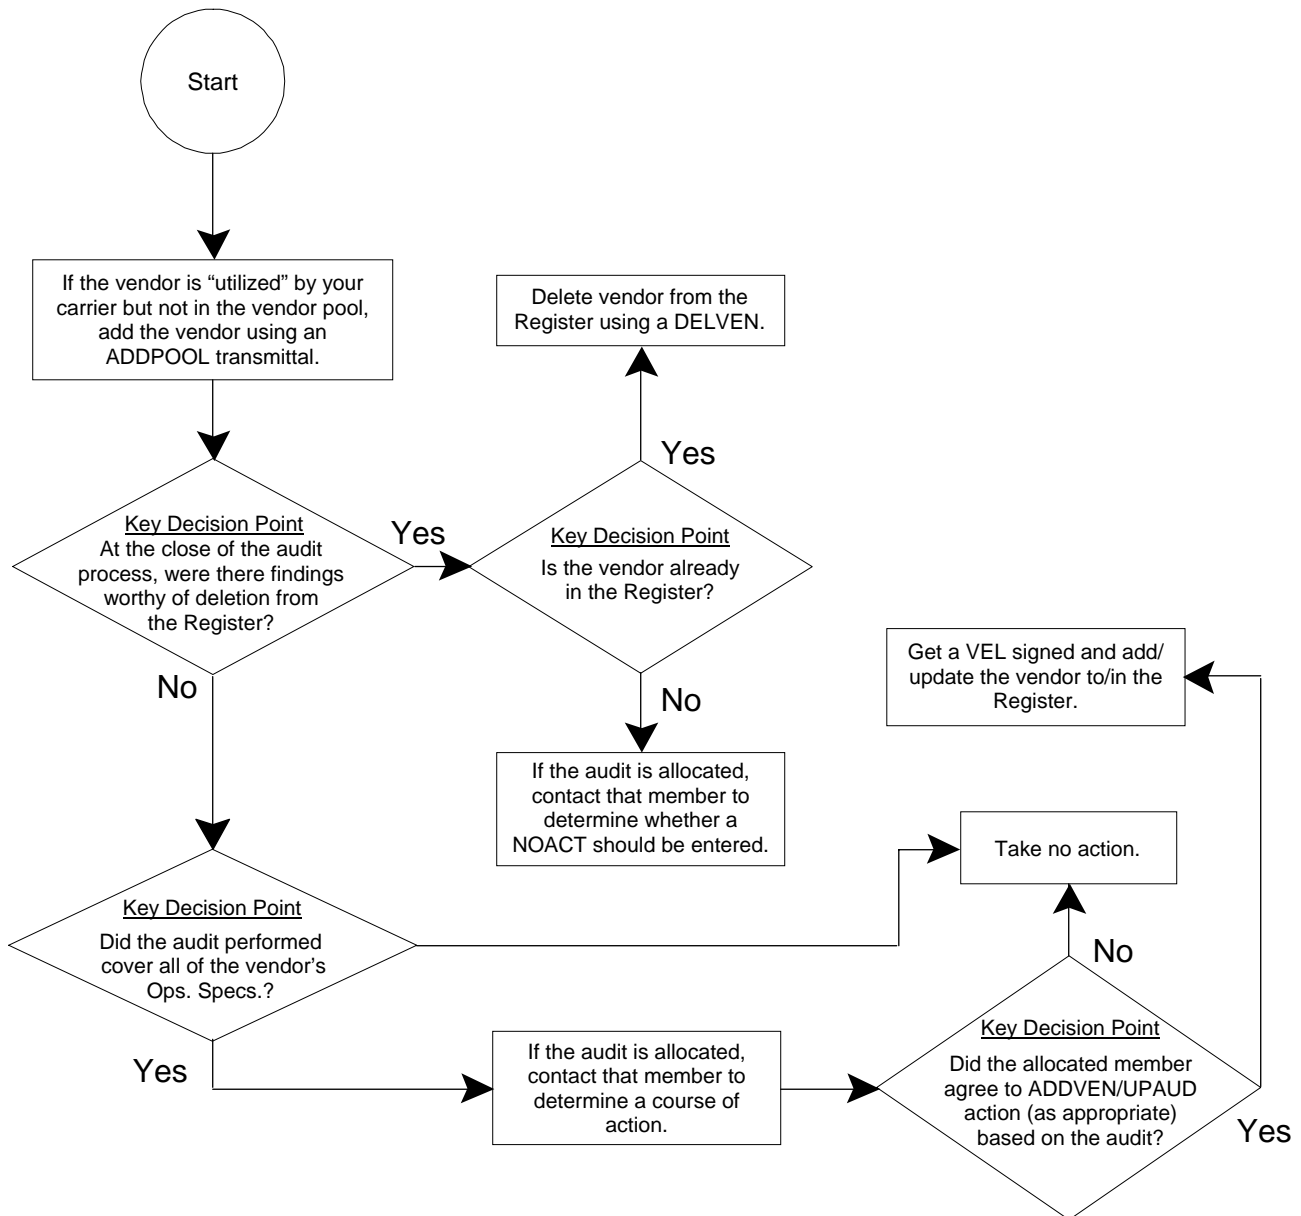 Start
If the vendor is “utilized” by your
carrier but not in the vendor pool,
add the vendor using an
ADDPOOL transmittal.
Delete vendor from the
Register using a DELVEN.
Yes
Key Decision Point
At the close of the audit
process, were there findings
worthy of deletion from
the Register?
Yes
Key Decision Point
Is the vendor already
in the Register?
No
No
If the audit is allocated,
contact that member to
determine whether a
NOACT should be entered.
Get a VEL signed and add/
update the vendor to/in the
Register.
Take no action.
Key Decision Point
Did the audit performed
cover all of the vendor’s
Ops. Specs.?
No
Yes
If the audit is allocated,
contact that member to
determine a course of
action.
Key Decision Point
Did the allocated member
agree to ADDVEN/UPAUD
action (as appropriate)
based on the audit?
Yes